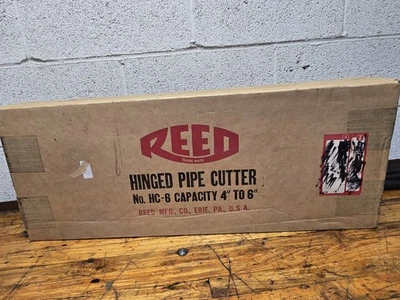 REED
TRADE MARK
HINGED PIPE CUTTER
No. HC-6 CAPACITY 4" TO 6"
REED MFG., CO., ERIE, PA., U.S.A.